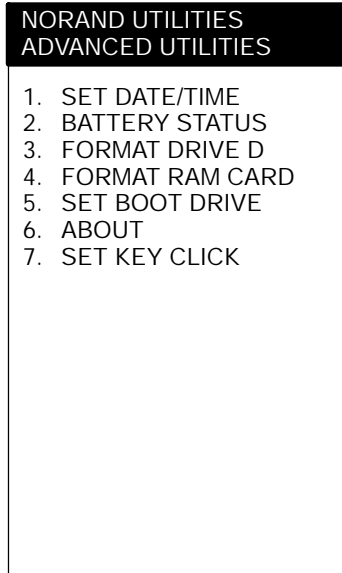 NORAND UTILITIES
ADVANCED UTILITIES
1. SET DATE/TIME
2. BATTERY STATUS
3. FORMAT DRIVE D
4. FORMAT RAM CARD
5. SET BOOT DRIVE
6. ABOUT
7. SET KEY CLICK